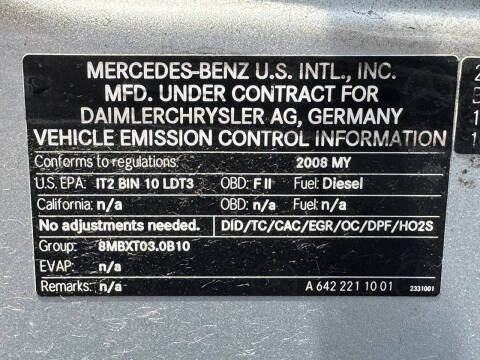 MERCEDES-BENZ U.S. INTL., INC.
MFD. UNDER CONTRACT FOR
DAIMLERCHRYSLER AG, GERMANY
VEHICLE EMISSION CONTROL INFORMATION
Conforms to regulations: 2008 MY
U.S. EPA: IT2 BIN 10 LDT3 OBD: F II Fuel: Diesel
California: n/a OBD: n/a Fuel: n/a
No adjustments needed. DID/TC/CAC/EGR/OC/DPF/HO2S
Group: 8MBXT03.0B10
EVAP: n/a
Remarks: n/a A 642 221 10 01 2331001